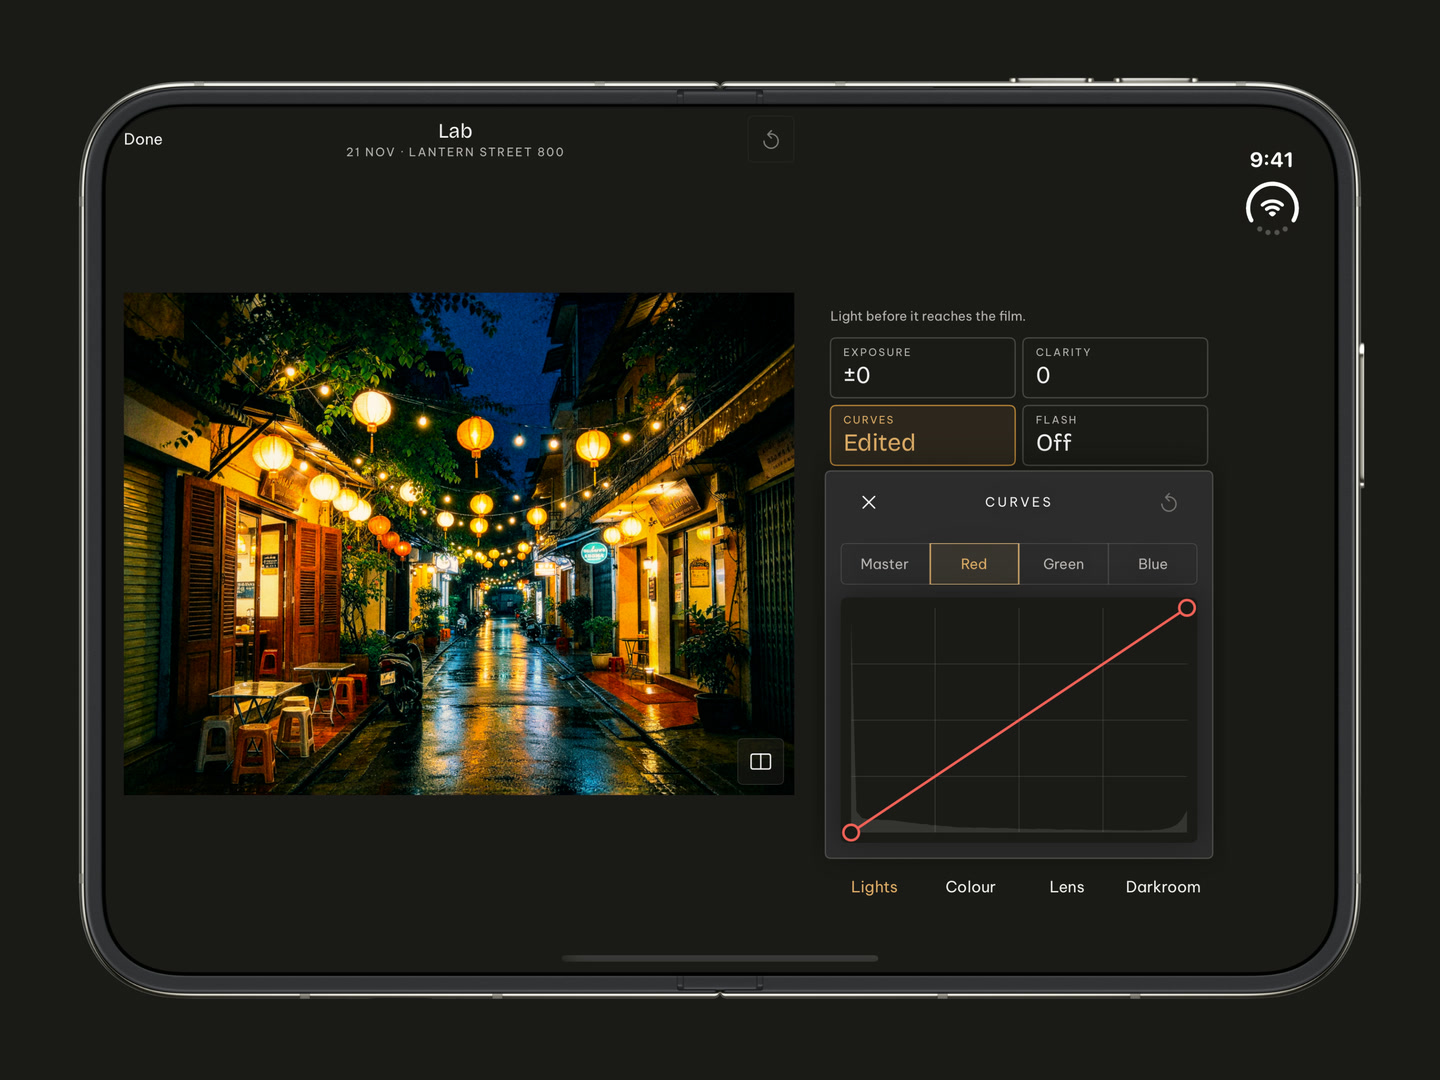 Done
Lab
21 NOV · LANTERN STREET 800
9:41
Light before it reaches the film.
EXPOSURE
±0
CLARITY
0
CURVES
Edited
FLASH
Off
CURVES
Master
Red
Green
Blue
Lights
Colour
Lens
Darkroom